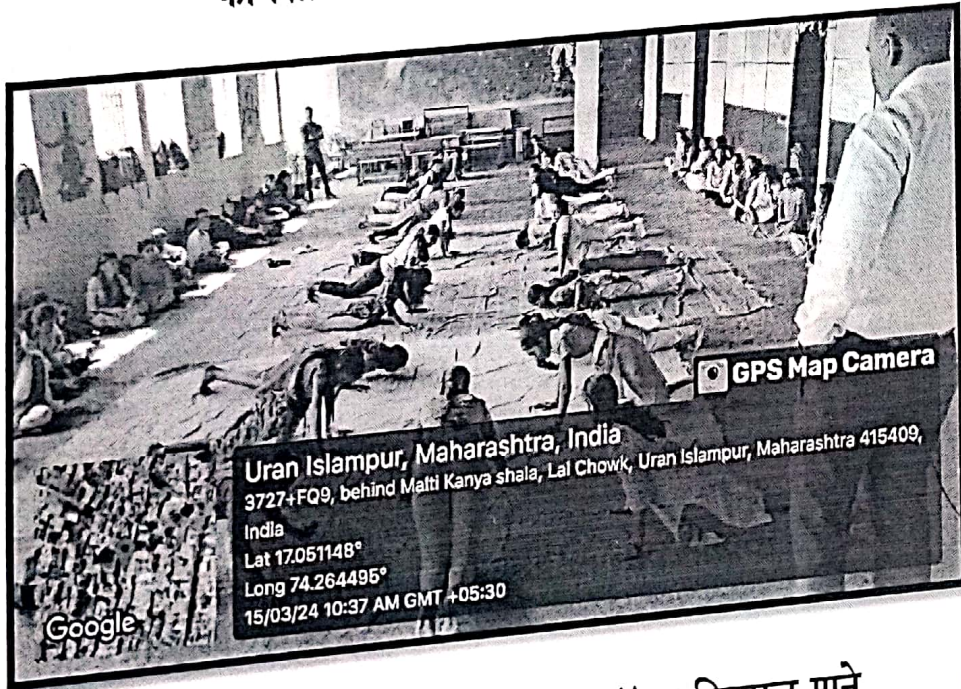 GPS Map Camera
Uran Islampur, Maharashtra, India
3727+FQ9, behind Malti Kanya shala, Lal Chowk, Uran Islampur, Maharashtra 415409,
India
Lat 17.051148°
Long 74.264495°
15/03/24 10:37 AM GMT +05:30
Google
माने